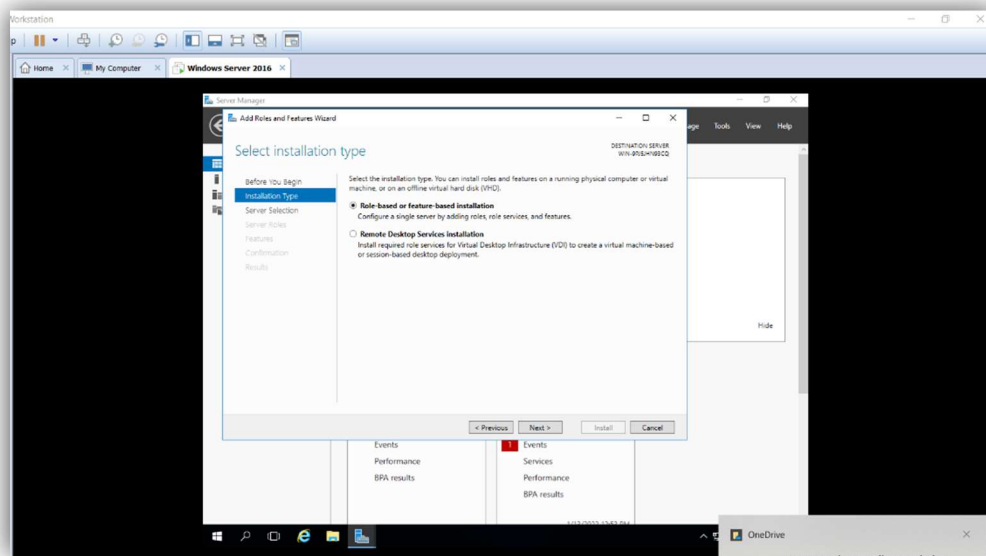 Workstation
Home
My Computer
Windows Server 2016
Server Manager
Add Roles and Features Wizard
Tools
View
Help
Select installation type
DESTINATION SERVER
Before You Begin
Installation Type
Server Selection
Server Roles
Features
Confirmation
Results
Select the installation type. You can install roles and features on a running physical computer or virtual
machine, or on an offline virtual hard disk (VHD).
Role-based or feature-based installation
Configure a single server by adding roles, role services, and features.
Remote Desktop Services installation
Install required role services for Virtual Desktop Infrastructure (VDI) to create a virtual machine-based
or session-based desktop deployment.
Hide
< Previous
Next >
Install
Cancel
Events
Performance
BPA results
1 Events
Services
Performance
BPA results
OneDrive